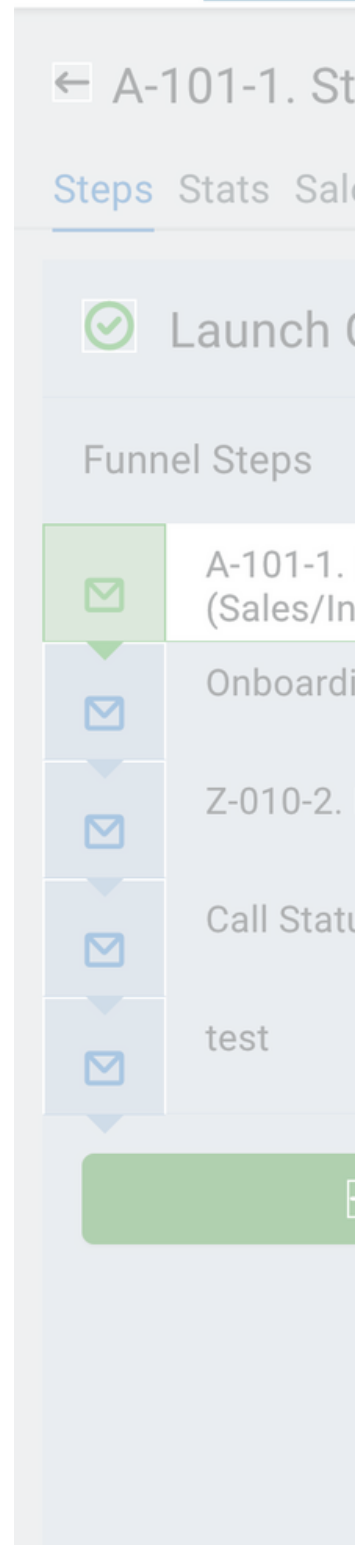 A-101-1. St
Steps Stats Sal
Launch
Funnel Steps
A-101-1.
(Sales/In
Onboardi
Z-010-2.
Call Statu
test